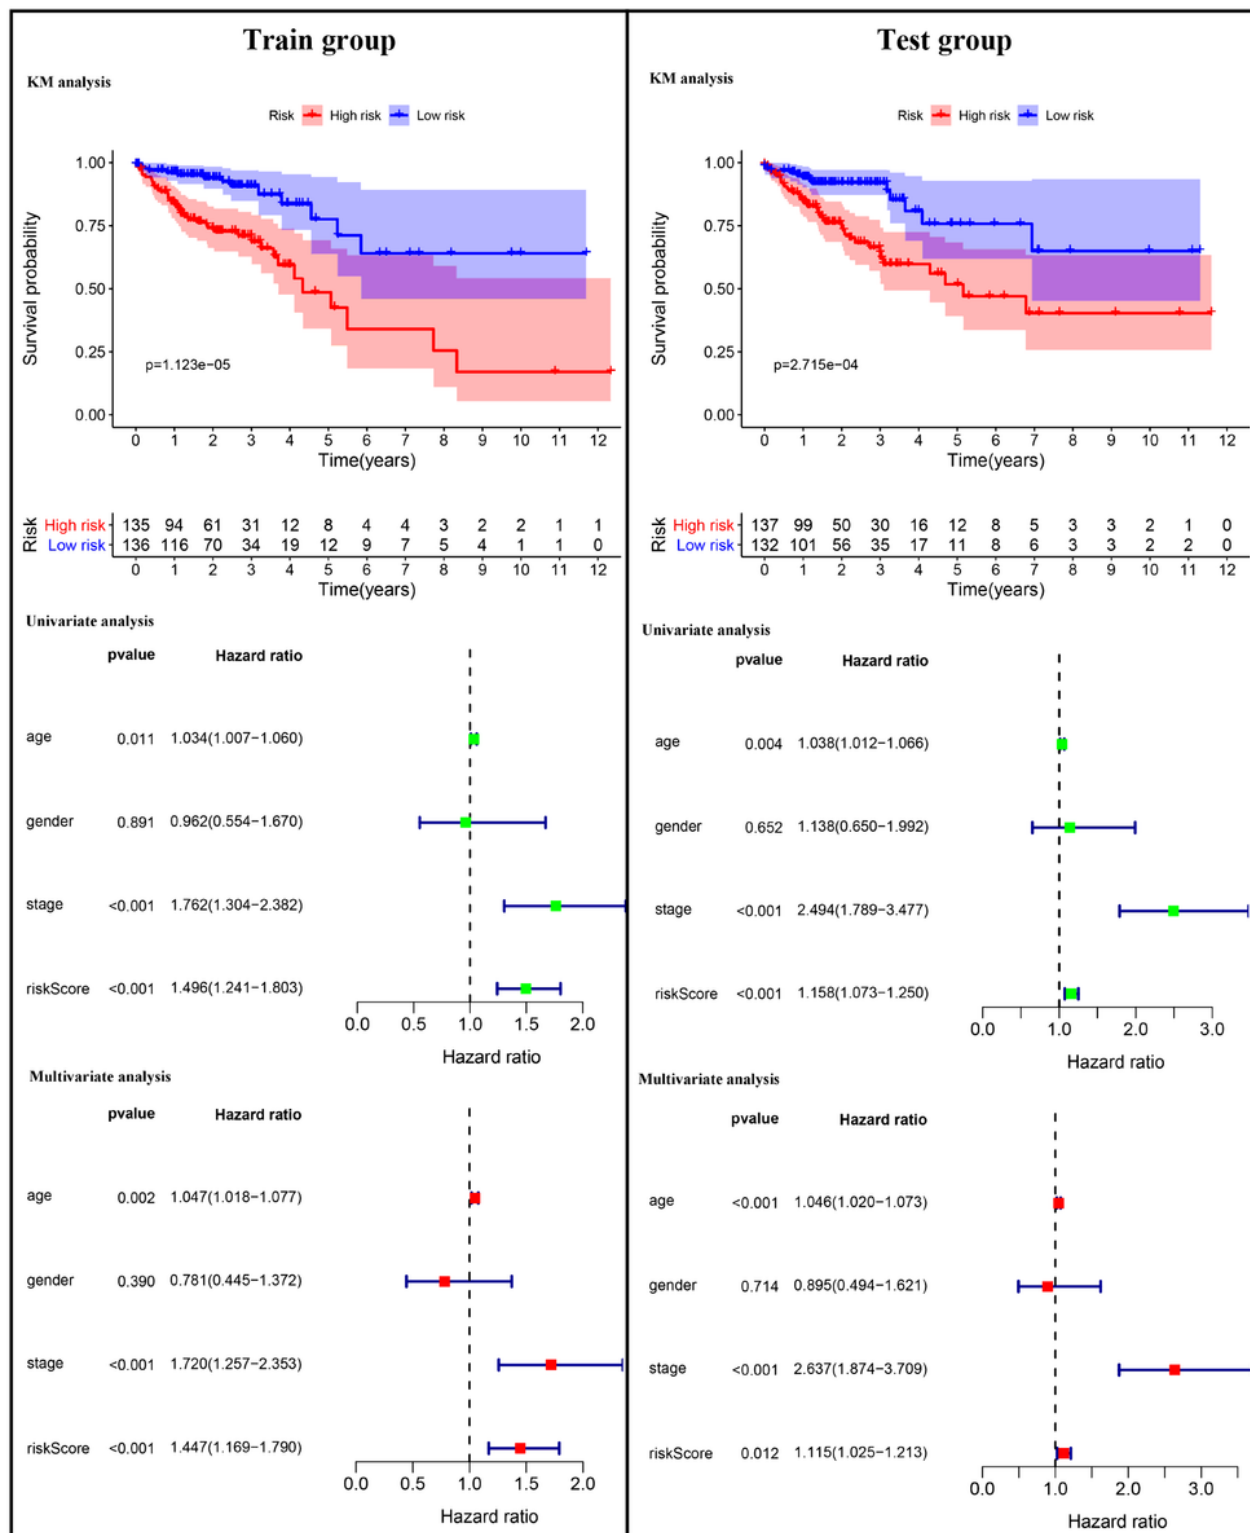 Train group
KM analysis
Risk High risk Low risk
Survival probability
1.00
0.75
0.50
0.25
0.00
p=1.123e−05
0 1 2 3 4 5 6 7 8 9 10 11 12
Time(years)
Risk
High risk 135 94 61 31 12 8 4 4 3 2 2 1 1
Low risk 136 116 70 34 19 12 9 7 5 4 1 1 0
0 1 2 3 4 5 6 7 8 9 10 11 12
Time(years)
Univariate analysis
pvalue Hazard ratio
age 0.011 1.034(1.007−1.060)
gender 0.891 0.962(0.554−1.670)
stage <0.001 1.762(1.304−2.382)
riskScore <0.001 1.496(1.241−1.803)
0.0 0.5 1.0 1.5 2.0
Hazard ratio
Multivariate analysis
pvalue Hazard ratio
age 0.002 1.047(1.018−1.077)
gender 0.390 0.781(0.445−1.372)
stage <0.001 1.720(1.257−2.353)
riskScore <0.001 1.447(1.169−1.790)
0.0 0.5 1.0 1.5 2.0
Hazard ratio
Test group
KM analysis
Risk High risk Low risk
Survival probability
1.00
0.75
0.50
0.25
0.00
p=2.715e−04
0 1 2 3 4 5 6 7 8 9 10 11 12
Time(years)
Risk
High risk 137 99 50 30 16 12 8 5 3 3 2 1 0
Low risk 132 101 56 35 17 11 8 6 3 3 2 2 0
0 1 2 3 4 5 6 7 8 9 10 11 12
Time(years)
Univariate analysis
pvalue Hazard ratio
age 0.004 1.038(1.012−1.066)
gender 0.652 1.138(0.650−1.992)
stage <0.001 2.494(1.789−3.477)
riskScore <0.001 1.158(1.073−1.250)
0.0 1.0 2.0 3.0
Hazard ratio
Multivariate analysis
pvalue Hazard ratio
age <0.001 1.046(1.020−1.073)
gender 0.714 0.895(0.494−1.621)
stage <0.001 2.637(1.874−3.709)
riskScore 0.012 1.115(1.025−1.213)
0.0 1.0 2.0 3.0
Hazard ratio